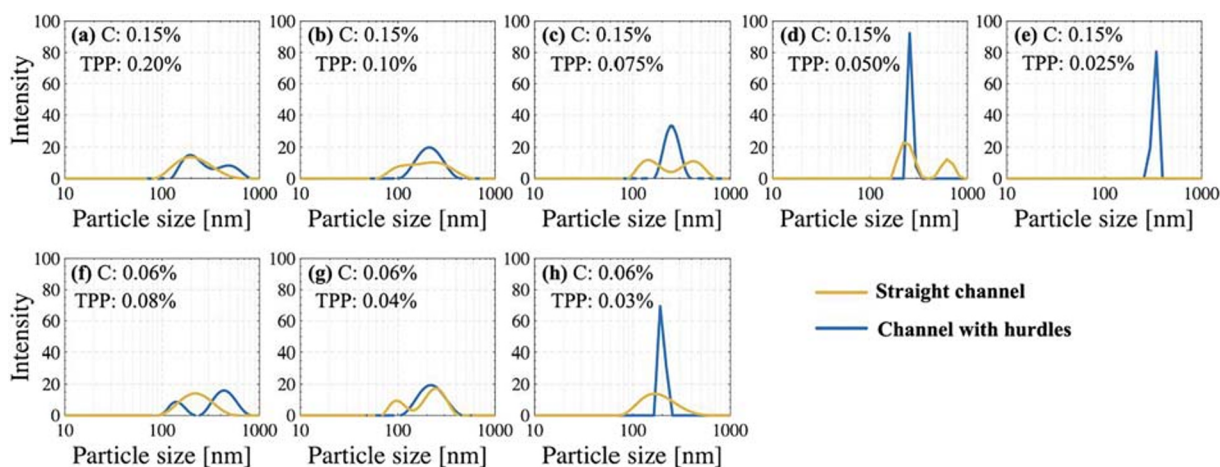 Intensity
100
80
60
40
20
0
(a) C: 0.15%
TPP: 0.20%
10
100
1000
Particle size [nm]
100
80
60
40
20
0
(b) C: 0.15%
TPP: 0.10%
10
100
1000
Particle size [nm]
100
80
60
40
20
0
(c) C: 0.15%
TPP: 0.075%
10
100
1000
Particle size [nm]
100
80
60
40
20
0
(d) C: 0.15%
TPP: 0.050%
10
100
1000
Particle size [nm]
100
80
60
40
20
0
(e) C: 0.15%
TPP: 0.025%
10
100
1000
Particle size [nm]
Intensity
100
80
60
40
20
0
(f) C: 0.06%
TPP: 0.08%
10
100
1000
Particle size [nm]
100
80
60
40
20
0
(g) C: 0.06%
TPP: 0.04%
10
100
1000
Particle size [nm]
100
80
60
40
20
0
(h) C: 0.06%
TPP: 0.03%
10
100
1000
Particle size [nm]
Straight channel
Channel with hurdles